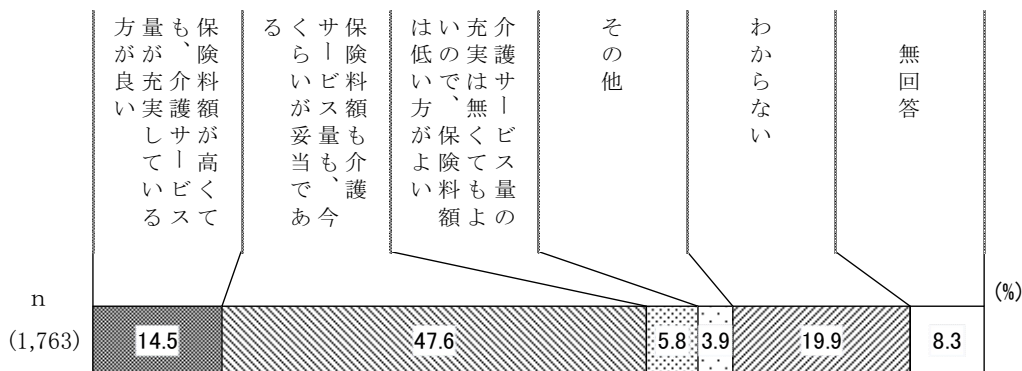 保険料額が高くて
も、介護サービス
量が充実している
方が良い
保険料額も介護
サービス量も、今
くらいが妥当であ
る
介護サービス量の
充実は無くてもよ
いので、保険料額
は低い方がよい
その他
わからない
無回答
(%)
n
(1,763)
14.5
47.6
5.8
3.9
19.9
8.3